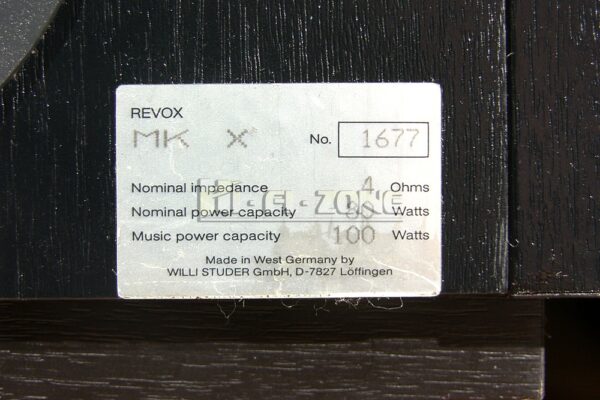 REVOX
MK X
No. 1677
Nominal impedance 4 Ohms
Nominal power capacity 80 Watts
Music power capacity 100 Watts
Made in West Germany by
WILLI STUDER GmbH, D-7827 Löffingen